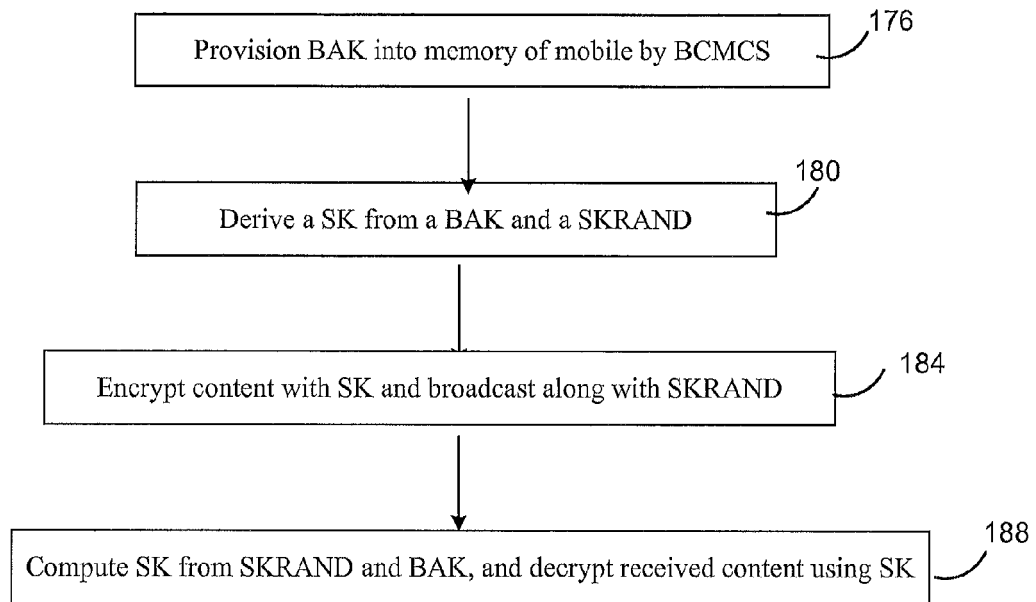 Provision BAK into memory of mobile by BCMCS
176
Derive a SK from a BAK and a SKRAND
180
Encrypt content with SK and broadcast along with SKRAND
184
Compute SK from SKRAND and BAK, and decrypt received content using SK
188